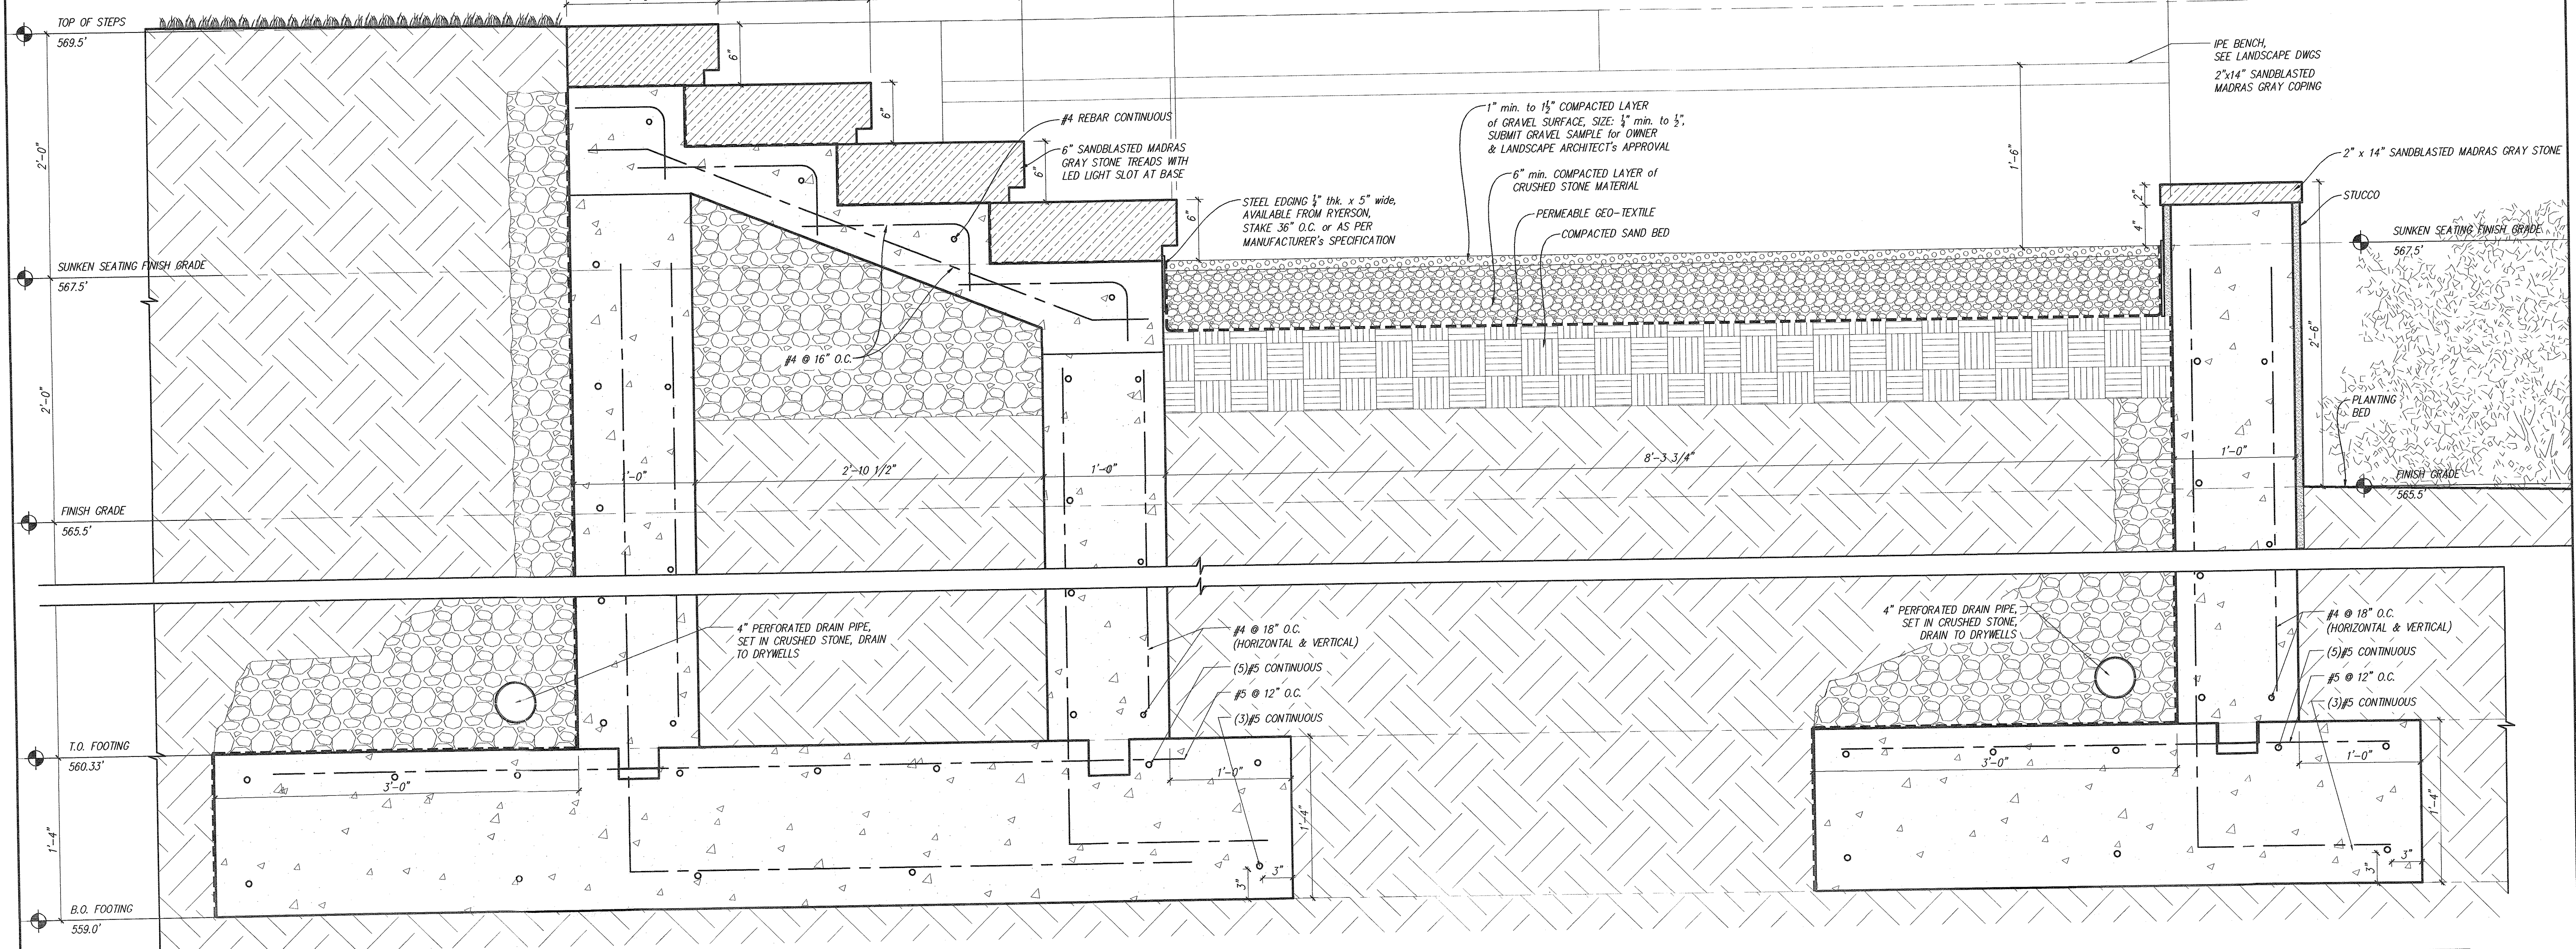 TOP OF STEPS
569.5'
2'-0"
SUNKEN SEATING FINISH GRADE
567.5'
2'-0"
FINISH GRADE
565.5'
T.O. FOOTING
560.33'
1'-4"
B.O. FOOTING
559.0'
6"
6"
6"
6"
#4 REBAR CONTINUOUS
6" SANDBLASTED MADRAS
GRAY STONE TREADS WITH
LED LIGHT SLOT AT BASE
STEEL EDGING ¼" thk. x 5" wide,
AVAILABLE FROM RYERSON,
STAKE 36" O.C. or AS PER
MANUFACTURER's SPECIFICATION
1" min. to 1½" COMPACTED LAYER
of GRAVEL SURFACE, SIZE: ¼" min. to ½",
SUBMIT GRAVEL SAMPLE for OWNER
& LANDSCAPE ARCHITECT's APPROVAL
6" min. COMPACTED LAYER of
CRUSHED STONE MATERIAL
PERMEABLE GEO-TEXTILE
COMPACTED SAND BED
1'-6"
IPE BENCH,
SEE LANDSCAPE DWGS
2"x14" SANDBLASTED
MADRAS GRAY COPING
2" x 14" SANDBLASTED MADRAS GRAY STONE
STUCCO
2"
4"
SUNKEN SEATING FINISH GRADE
567.5'
2'-6"
PLANTING
BED
FINISH GRADE
565.5'
#4 @ 16" O.C.
1'-0"
2'-10 1/2"
1'-0"
8'-3 3/4"
1'-0"
4" PERFORATED DRAIN PIPE,
SET IN CRUSHED STONE, DRAIN
TO DRYWELLS
#4 @ 18" O.C.
(HORIZONTAL & VERTICAL)
(5)#5 CONTINUOUS
#5 @ 12" O.C.
(3)#5 CONTINUOUS
4" PERFORATED DRAIN PIPE,
SET IN CRUSHED STONE,
DRAIN TO DRYWELLS
#4 @ 18" O.C.
(HORIZONTAL & VERTICAL)
(5)#5 CONTINUOUS
#5 @ 12" O.C.
(3)#5 CONTINUOUS
3'-0"
1'-0"
1'-4"
3"
3"
3'-0"
1'-0"
1'-4"
3"
3"